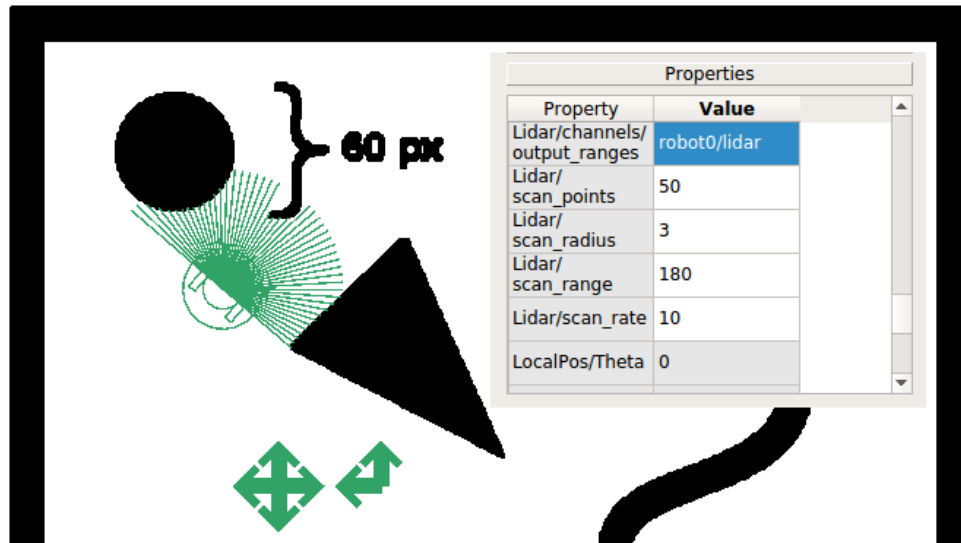 Properties
Property Value
Lidar/channels/
output_ranges robot0/lidar
Lidar/
scan_points 50
Lidar/
scan_radius 3
Lidar/
scan_range 180
Lidar/scan_rate 10
LocalPos/Theta 0
60 px